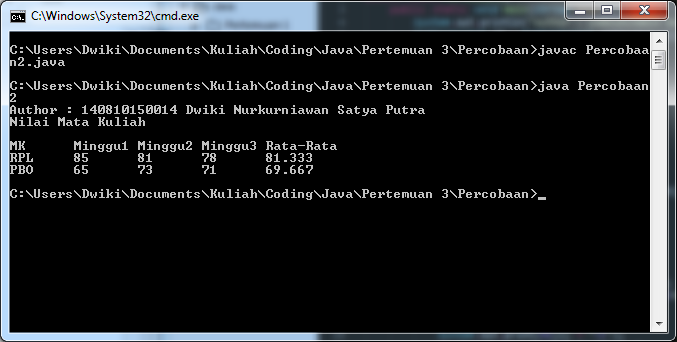 C:\Windows\System32\cmd.exe
C:\Users\Dwiki\Documents\Kuliah\Coding\Java\Pertemuan 3\Percobaan>javac Percobaa
n2.java
C:\Users\Dwiki\Documents\Kuliah\Coding\Java\Pertemuan 3\Percobaan>java Percobaan
2
Author : 140810150014 Dwiki Nurkurniawan Satya Putra
Nilai Mata Kuliah
MK Minggu1 Minggu2 Minggu3 Rata-Rata
RPL 85 81 78 81.333
PBO 65 73 71 69.667
C:\Users\Dwiki\Documents\Kuliah\Coding\Java\Pertemuan 3\Percobaan>_